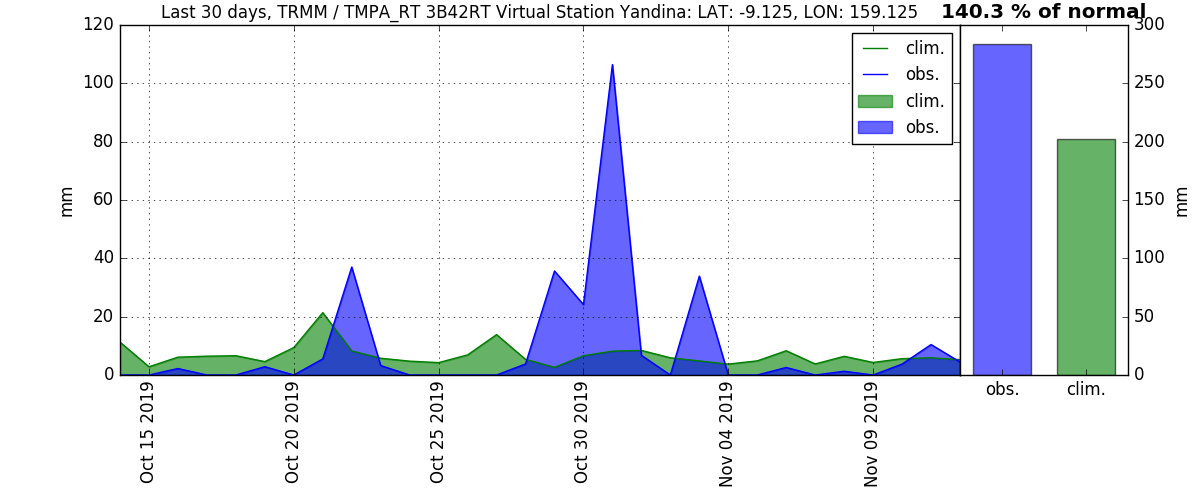 Last 30 days, TRMM / TMPA_RT 3B42RT Virtual Station Yandina: LAT: -9.125, LON: 159.125
140.3 % of normal
120
100
80
60
40
20
0
mm
clim.
obs.
clim.
obs.
Oct 15 2019
Oct 20 2019
Oct 25 2019
Oct 30 2019
Nov 04 2019
Nov 09 2019
300
250
200
150
100
50
0
mm
obs.
clim.